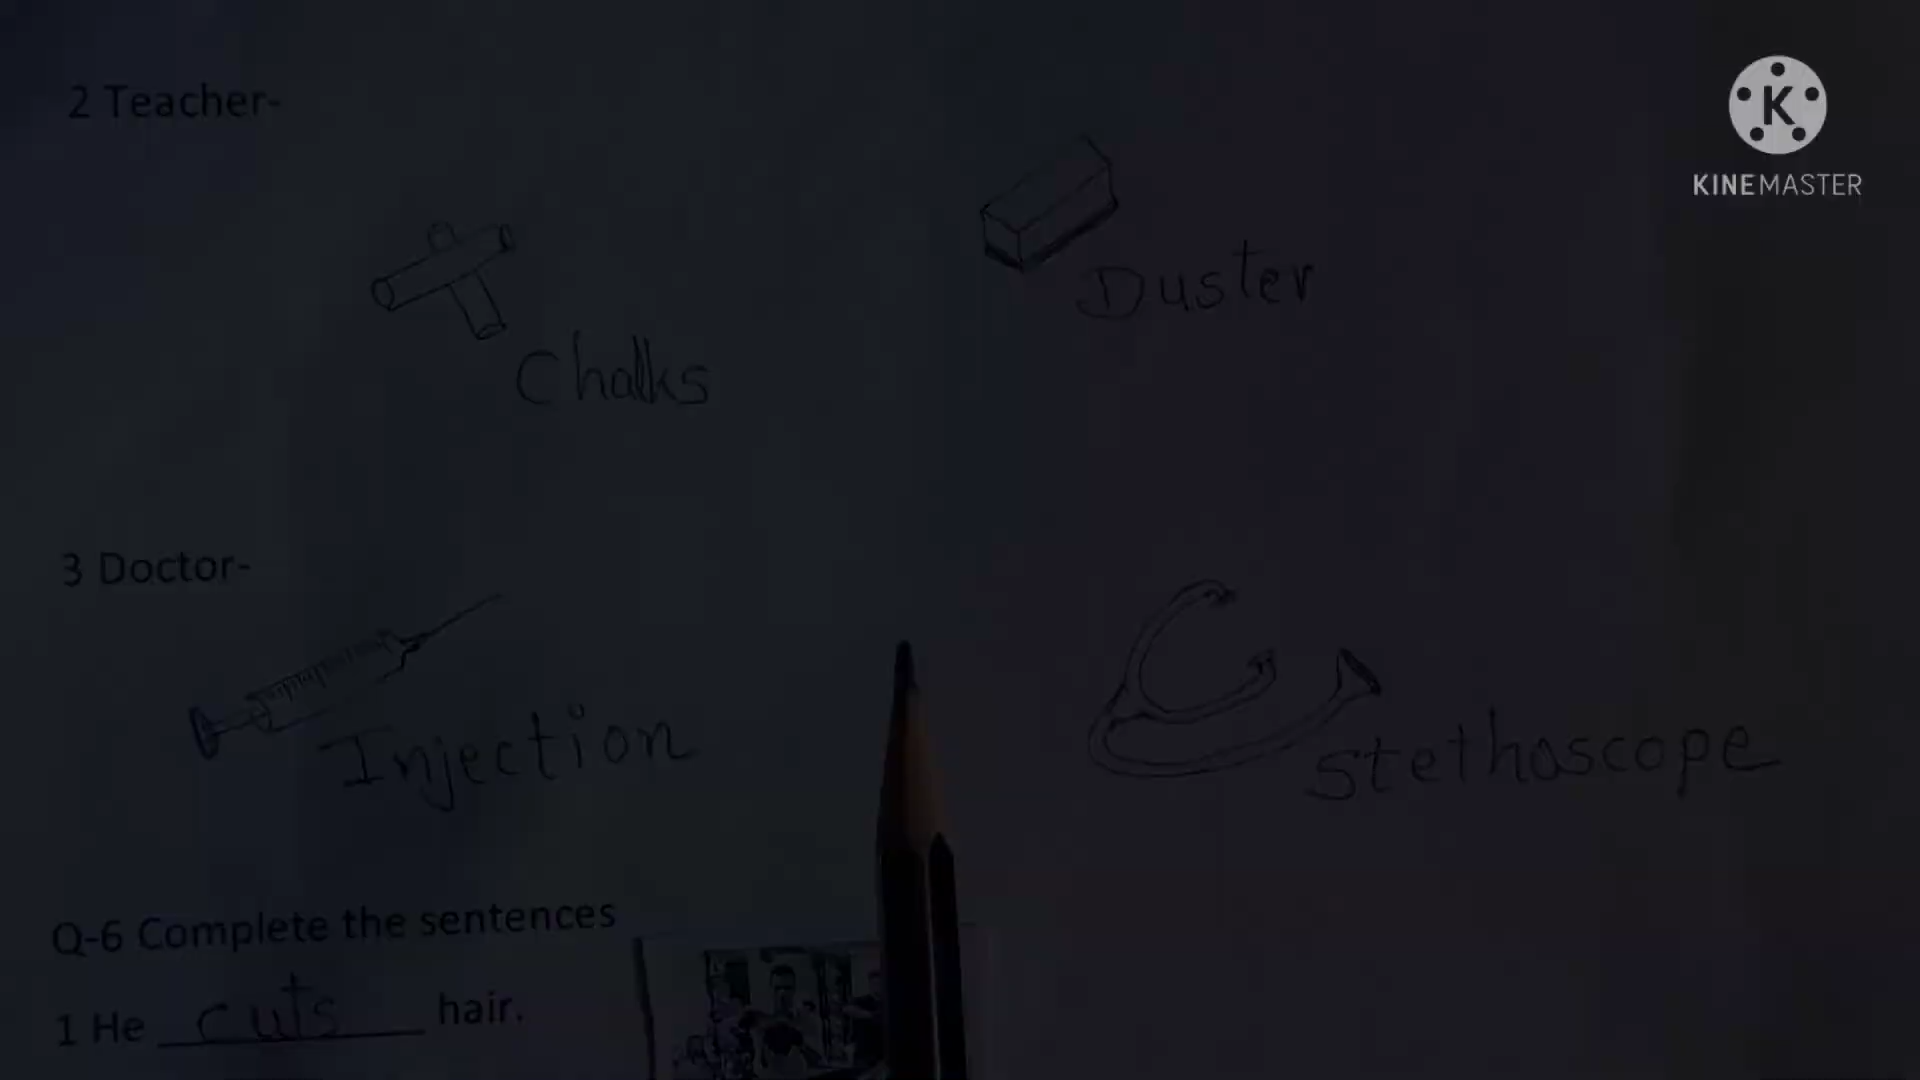 2 Teacher-
K
KINEMASTER
Duster
Chalks
3 Doctor-
Injection
Stethoscope
Q-6 Complete the sentences
1 He cuts hair.